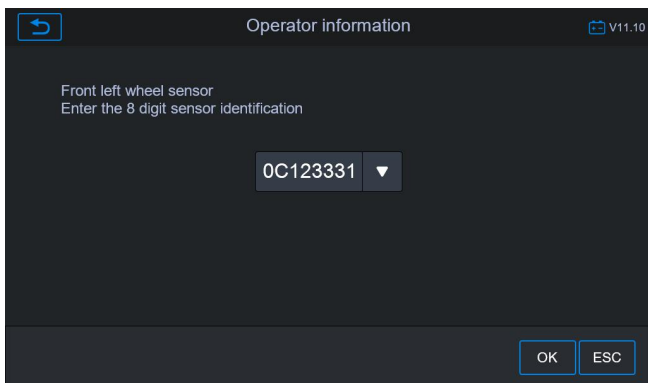 Operator information
V11.10
Front left wheel sensor
Enter the 8 digit sensor identification
0C123331
OK
ESC